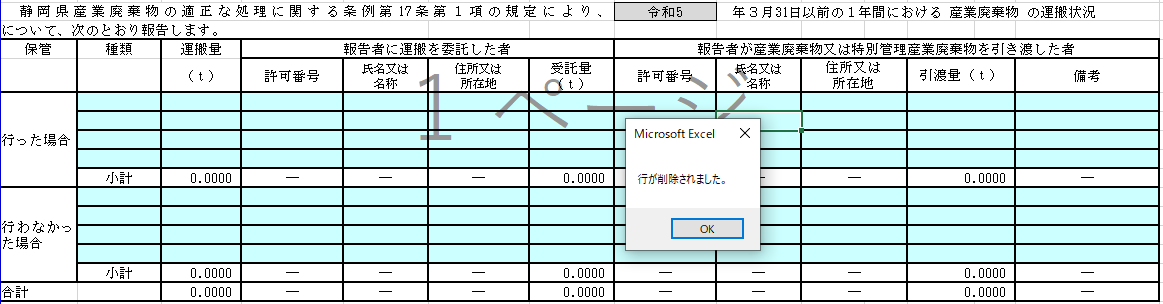 静岡県産業廃棄物の適正な処理に関する条例第17条第１項の規定により、 令和5 年３月31日以前の１年間における 産業廃棄物 の運搬状況
について、次のとおり報告します。
保管 種類 運搬量 報告者に運搬を委託した者 報告者が産業廃棄物又は特別管理産業廃棄物を引き渡した者
（ｔ） 許可番号 氏名又は名称 住所又は所在地 受託量（ｔ） 許可番号 氏名又は名称 住所又は所在地 引渡量（ｔ） 備考
1 ページ
行った場合
Microsoft Excel
行が削除されました。
OK
小計 0.0000 ― ― ― 0.0000 ― ― ― 0.0000 ―
行わなかった場合
小計 0.0000 ― ― ― 0.0000 ― ― ― 0.0000 ―
合計 0.0000 ― ― ― 0.0000 ― ― ― 0.0000 ―